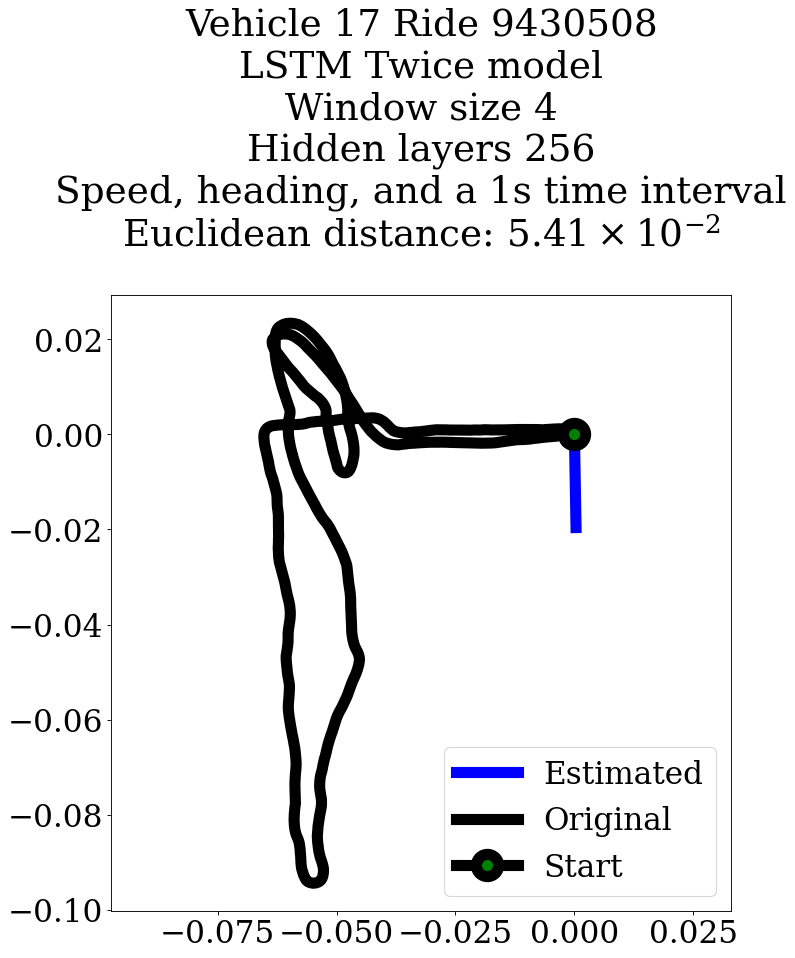 Vehicle 17 Ride 9430508
LSTM Twice model
Window size 4
Hidden layers 256
Speed, heading, and a 1s time interval
Euclidean distance: 5.41 × 10⁻²
0.02
0.00
−0.02
−0.04
−0.06
−0.08
−0.10
Estimated
Original
Start
−0.075 −0.050 −0.025 0.000 0.025